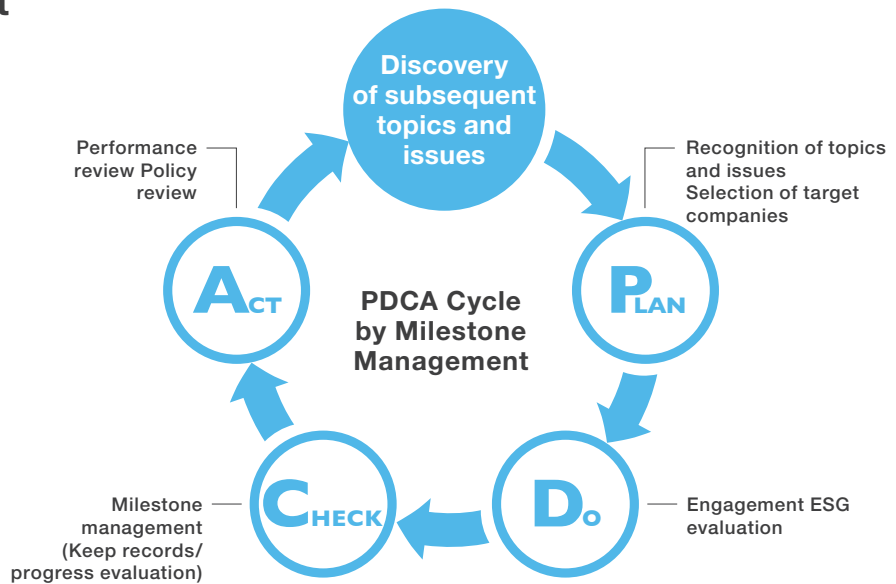 t
Discovery
of subsequent
topics and
issues
Performance
review Policy
review
Recognition of topics
and issues
Selection of target
companies
ACT
PLAN
PDCA Cycle
by Milestone
Management
CHECK
DO
Milestone
management
(Keep records/
progress evaluation)
Engagement ESG
evaluation